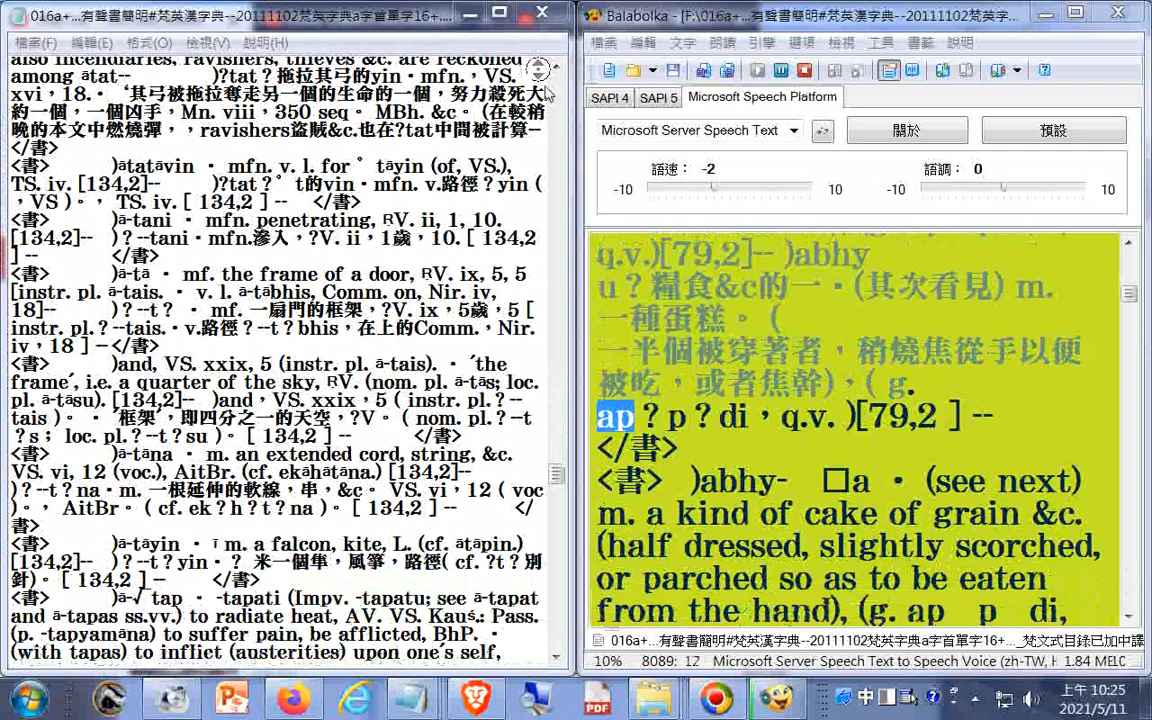 016a+...有聲書簡明#梵英漢字典--20111102梵英字典a字首單字16+...
檔案(F) 編輯(E) 格式(O) 檢視(V) 說明(H)
also incendiaries, ravishers, thieves &c. are reckoned
among ātat-- )?tat？拖拉其弓的yin‧mfn.，VS.
xvi，18.‧‘其弓被拖拉奪走另一個的生命的一個，努力殺死大
約一個，一個凶手，Mn. viii，350 seq。MBh. &c。(在較稍
晚的本文中燃燒彈，，ravishers盜賊&c.也在?tat中間被計算--
</書>
<書> )ātatāvin ‧ mfn. v. l. for ﾟ tāyin (of, VS.),
TS. iv. [134,2]-- )?tat？ﾟ t的vin‧mfn. v.路徑？yin (
，VS )。， TS. iv. [ 134,2 ] -- </書>
<書> )ā-tani ‧ mfn. penetrating, ṚV. ii, 1, 10.
[134,2]-- )？--tani‧mfn.滲入，?V。ii，1歲，10. [ 134,2
] -- </書>
<書> )ā-tā ‧ mf. the frame of a door, ṚV. ix, 5, 5
[instr. pl. ā-tais. ‧ v. l. ā-tābhis, Comm. on, Nir. iv,
18]-- )？--t？ ‧ mf. 一扇門的框架，?V。ix，5歲，5 [
instr. pl.？--tais.‧v.路徑？--t？bhis，在上的Comm.，Nir.
iv，18 ] -- </書>
<書> )and, VS. xxix, 5 (instr. pl. ā-tais). ‧ 'the
frame', i.e. a quarter of the sky, ṚV. (nom. pl. ā-tās; loc.
pl. ā-tāsu). [134,2]-- )and，VS. xxix，5 ( instr. pl.？--
tais )。‧ '框架'，即四分之一的天空，?V。( nom. pl.？--t
？s； loc. pl.？--t？su )。[ 134,2 ] -- </書>
<書> )ā-tāna ‧ m. an extended cord, string, &c.
VS. vi, 12 (voc.), AitBr. (cf. ekāhātāna.) [134,2]--
)？--t？na‧m. 一根延伸的軟線，串，&c。 VS. vi，12 ( voc
)。，AitBr。( cf. ek？h？t？na )。[ 134,2 ] -- </
書>
<書> )ā-tāyin ‧ ī m. a falcon, kite, L. (cf. ātāpin.)
[134,2]-- )？--t？yin‧？ 米一個隼，風箏，路徑( cf. ?t？別
針)。[ 134,2 ] -- </書>
<書> )ā-√ tap ‧ -tapati (Impv. -tapatu; see ā-tapat
and ā-tapas ss.vv.) to radiate heat, AV. VS. Kauś.: Pass.
(p. -tapyamāna) to suffer pain, be afflicted, BhP. ‧
(with tapas) to inflict (austerities) upon one's self,
Balabolka - [F:\016a+...有聲書簡明#梵英漢字典--20111102梵英字...
檔案 編輯 文字 朗讀 引擎 選項 檢視 工具 書籤 說明
SAPI 4 SAPI 5 Microsoft Speech Platform
Microsoft Server Speech Text 關於 預設
語速： -2 語調： 0
-10 10 -10 10
q.v.)[79,2]-- )abhy
u？糧食&c的一‧(其次看見) m.
一種蛋糕。(
一半個被穿著者，稍燒焦從手以便
被吃，或者焦幹)，( g.
ap？p？di，q.v. )[79,2 ] --
</書>
<書> )abhy- □a ‧ (see next)
m. a kind of cake of grain &c.
(half dressed, slightly scorched,
or parched so as to be eaten
from the hand), (g. ap p di,
016a+...有聲書簡明#梵英漢字典--20111102梵英字典a字首單字16+..._梵文式目錄已加中譯
10% 8089: 12 Microsoft Server Speech Text to Speech Voice (zh-TW, H 1.84 MELC
中
上午 10:25
2021/5/11